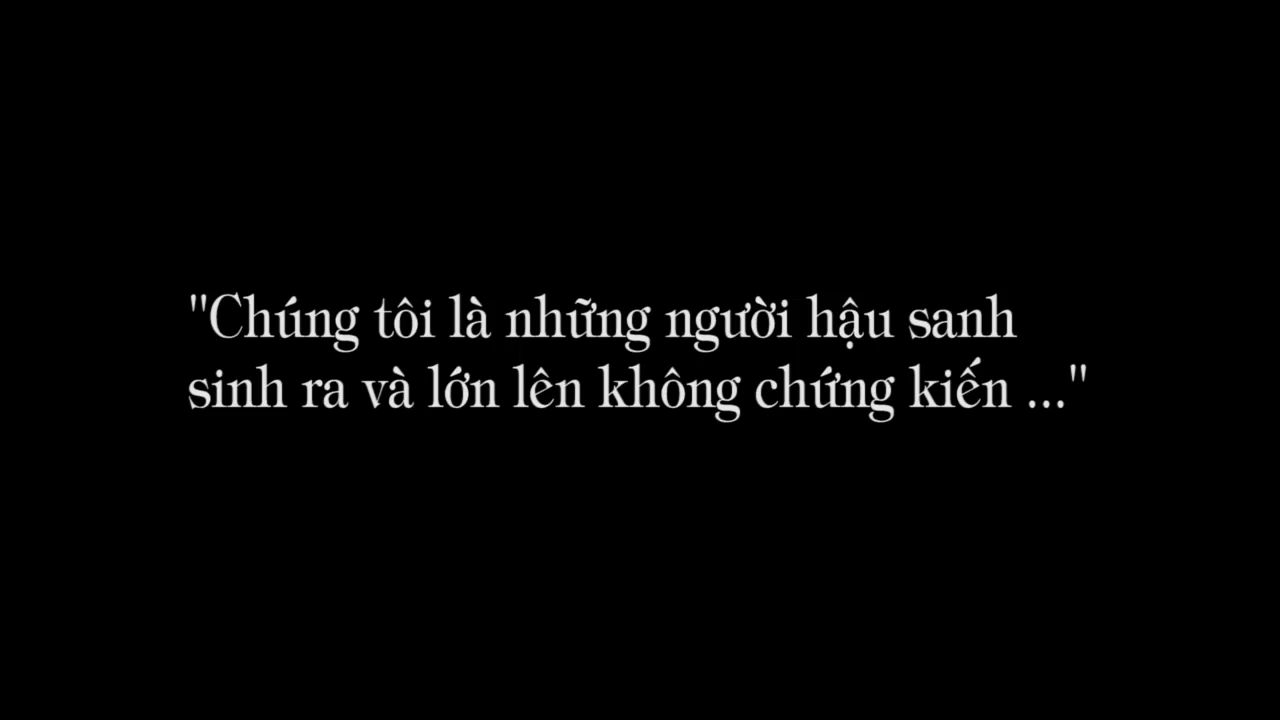 "Chúng tôi là những người hậu sanh
sinh ra và lớn lên không chứng kiến ..."